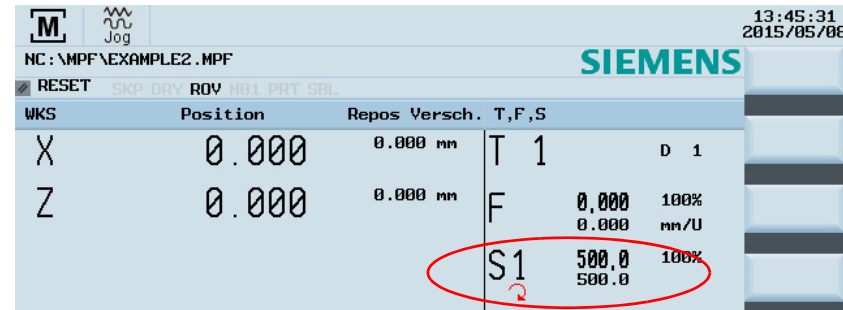 M Jog 13:45:31
2015/05/08
NC:\MPF\EXAMPLE2.MPF SIEMENS
RESET SKP DRY ROV M01 PRT SBL
WKS Position Repos Versch. T,F,S
X 0.000 0.000 mm T 1 D 1
Z 0.000 0.000 mm F 0,000 100%
0.000 mm/U
S1 500,0 100%
500.0